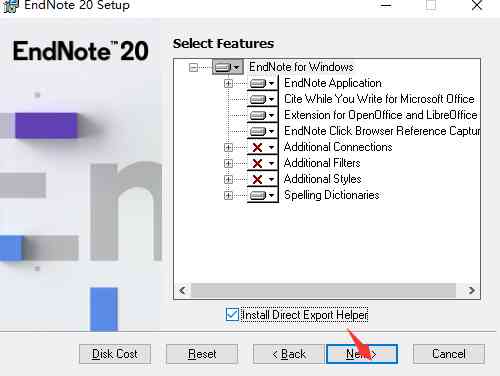 EndNote 20 Setup
EndNote™20
Select Features
EndNote for Windows
EndNote Application
Cite While You Write for Microsoft Office
Extension for OpenOffice and LibreOffice
EndNote Click Browser Reference Captur
Additional Connections
Additional Filters
Additional Styles
Spelling Dictionaries
Install Direct Export Helper
Disk Cost
Reset
< Back
Next >
Cancel